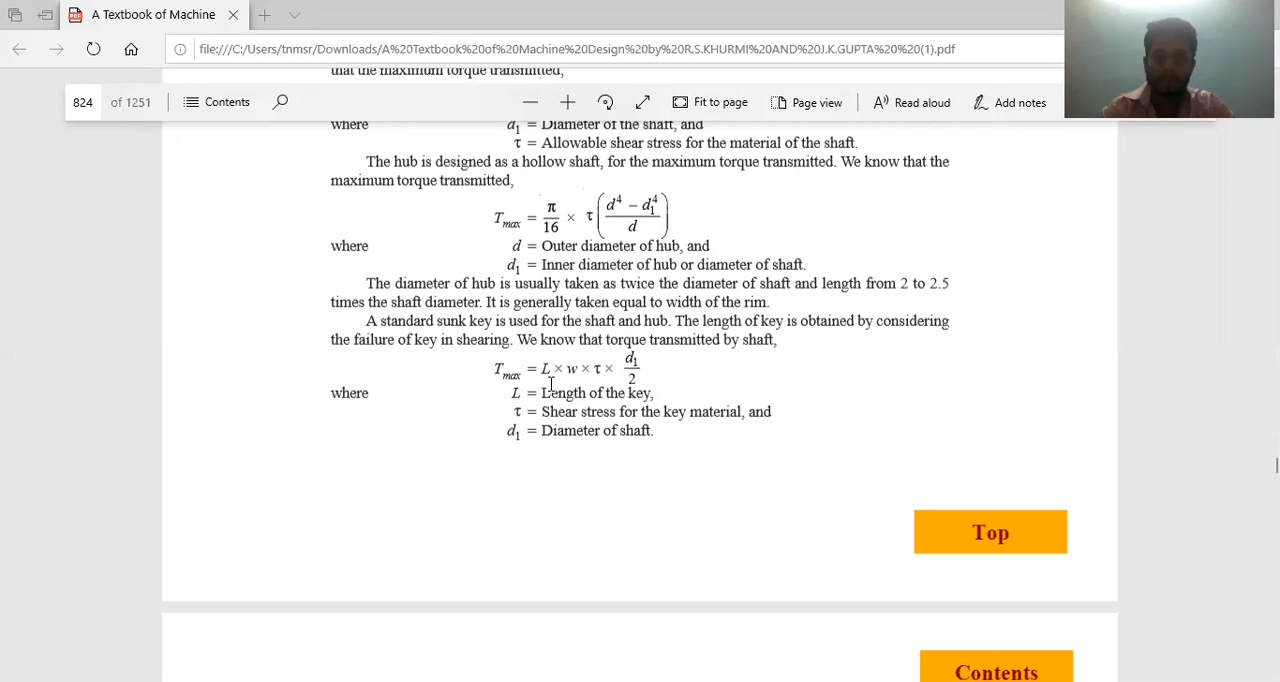 A Textbook of Machine
file:///C:/Users/tnmsr/Downloads/A%20Textbook%20of%20Machine%20Design%20by%20R.S.KHURMI%20AND%20J.K.GUPTA%20%20(1).pdf
that the maximum torque transmitted,
824 of 1251 Contents Fit to page Page view Read aloud Add notes
where d1 = Diameter of the shaft, and
τ = Allowable shear stress for the material of the shaft.
The hub is designed as a hollow shaft, for the maximum torque transmitted. We know that the
maximum torque transmitted,
Tmax = π/16 × τ ( (d⁴ − d₁⁴) / d )
where d = Outer diameter of hub, and
d1 = Inner diameter of hub or diameter of shaft.
The diameter of hub is usually taken as twice the diameter of shaft and length from 2 to 2.5
times the shaft diameter. It is generally taken equal to width of the rim.
A standard sunk key is used for the shaft and hub. The length of key is obtained by considering
the failure of key in shearing. We know that torque transmitted by shaft,
Tmax = L × w × τ × d1/2
where L = Length of the key,
τ = Shear stress for the key material, and
d1 = Diameter of shaft.
Top
Contents